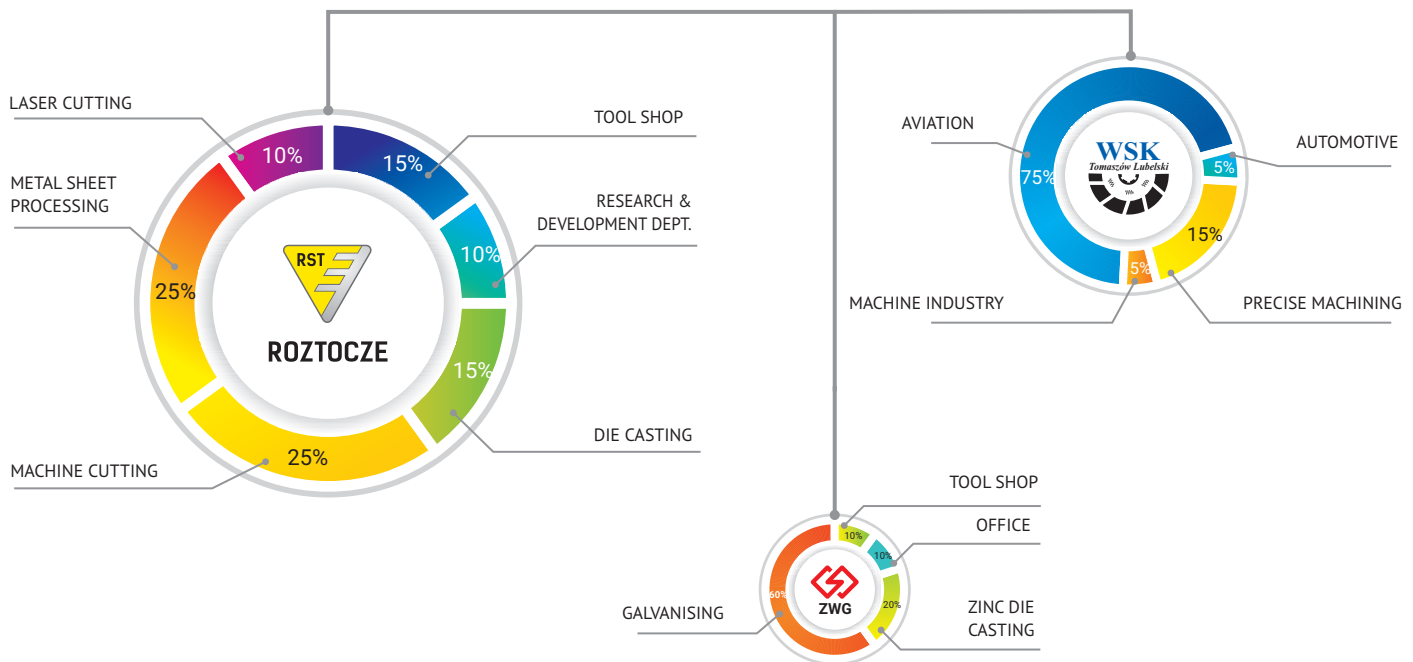 LASER CUTTING
10%
15%
TOOL SHOP
METAL SHEET
PROCESSING
RESEARCH &
DEVELOPMENT DEPT.
10%
25%
RST
ROZTOCZE
15%
DIE CASTING
MACHINE CUTTING
25%
AVIATION
75%
WSK
Tomaszów Lubelski
AUTOMOTIVE
5%
15%
5%
MACHINE INDUSTRY
PRECISE MACHINING
TOOL SHOP
10%
OFFICE
10%
60%
ZWG
20%
GALVANISING
ZINC DIE
CASTING